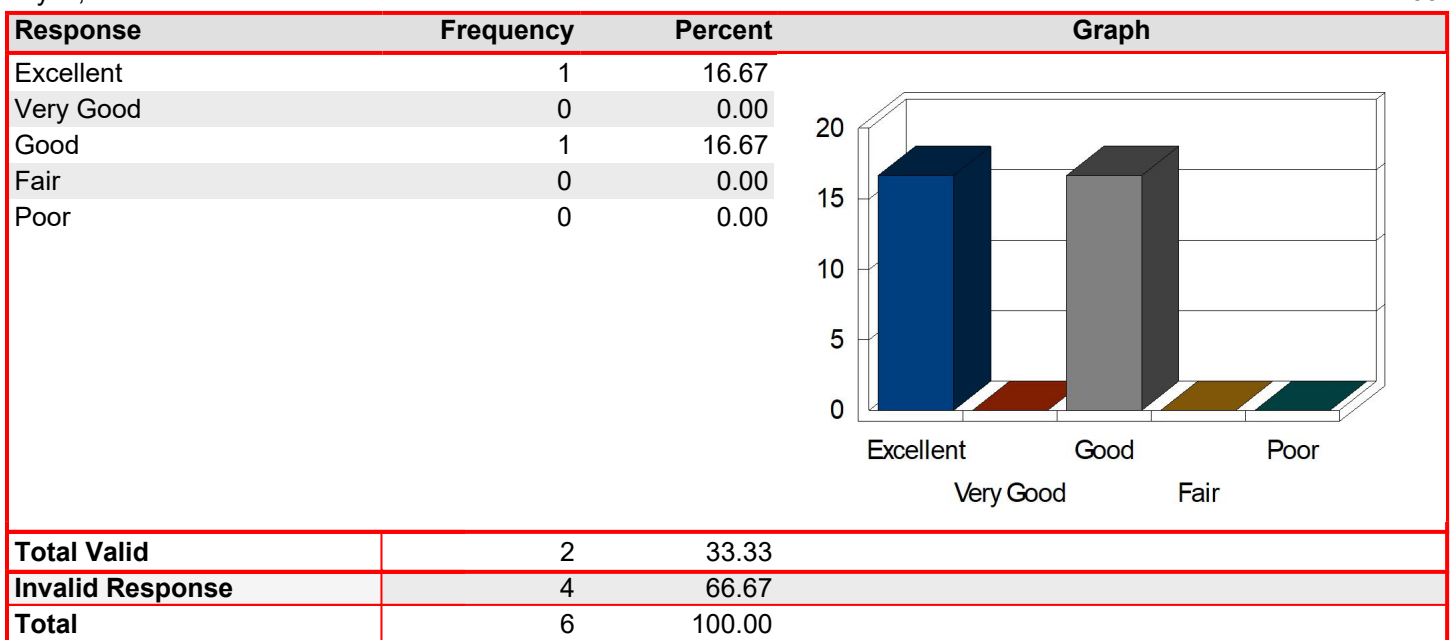 Response Frequency Percent Graph
Excellent 1 16.67
Very Good 0 0.00
Good 1 16.67
Fair 0 0.00
Poor 0 0.00
20
15
10
5
0
Excellent Good Poor
Very Good Fair
Total Valid 2 33.33
Invalid Response 4 66.67
Total 6 100.00